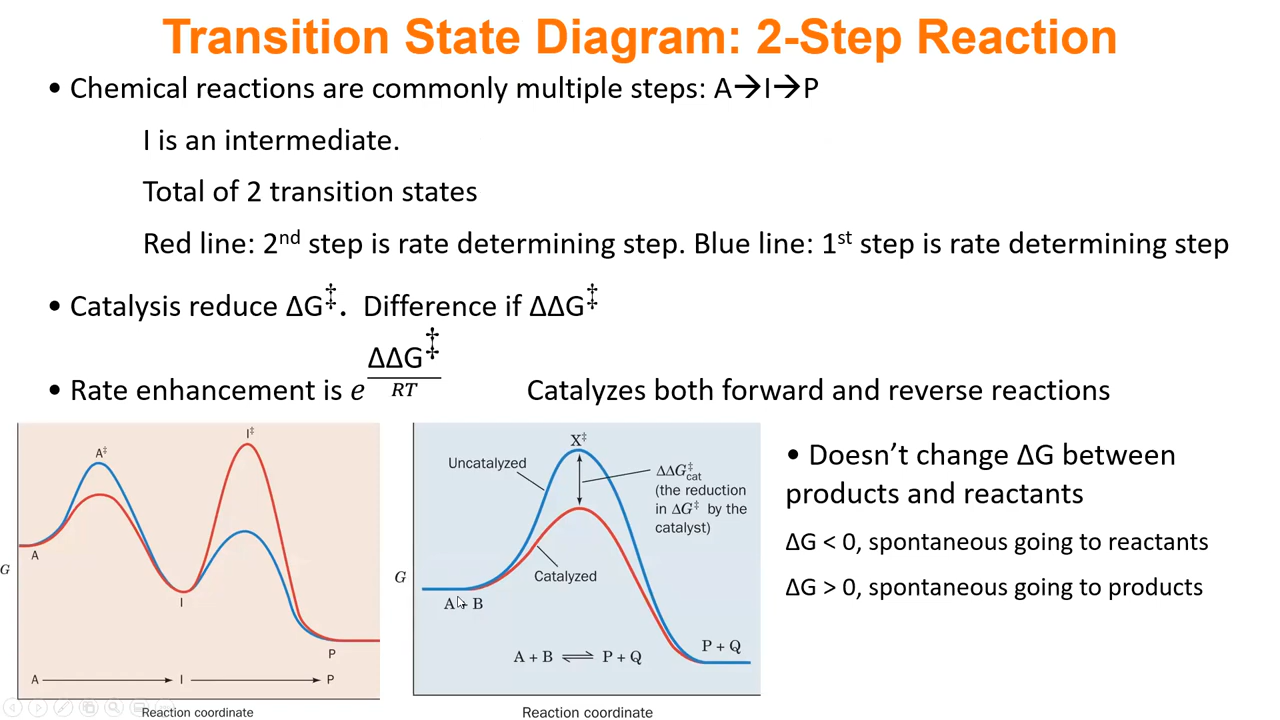 Transition State Diagram: 2-Step Reaction
• Chemical reactions are commonly multiple steps: A→I→P
I is an intermediate.
Total of 2 transition states
Red line: 2nd step is rate determining step. Blue line: 1st step is rate determining step
• Catalysis reduce ΔG‡. Difference if ΔΔG‡
• Rate enhancement is e^(ΔΔG‡/RT) Catalyzes both forward and reverse reactions
A‡
I‡
A
G
I
P
A → I → P
Reaction coordinate
X‡
Uncatalyzed
ΔΔG‡cat
(the reduction
in ΔG‡ by the
catalyst)
Catalyzed
G
A + B
P + Q
A + B ⇌ P + Q
Reaction coordinate
• Doesn’t change ΔG between
products and reactants
ΔG < 0, spontaneous going to reactants
ΔG > 0, spontaneous going to products